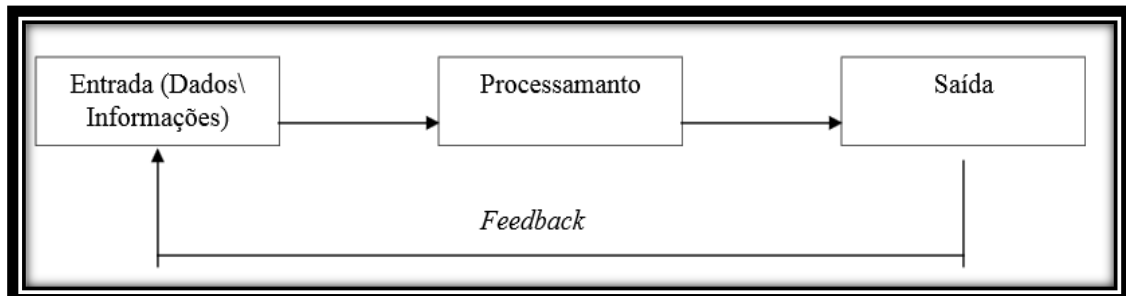 Entrada (Dados\
Informações)
Processamanto
Saída
Feedback